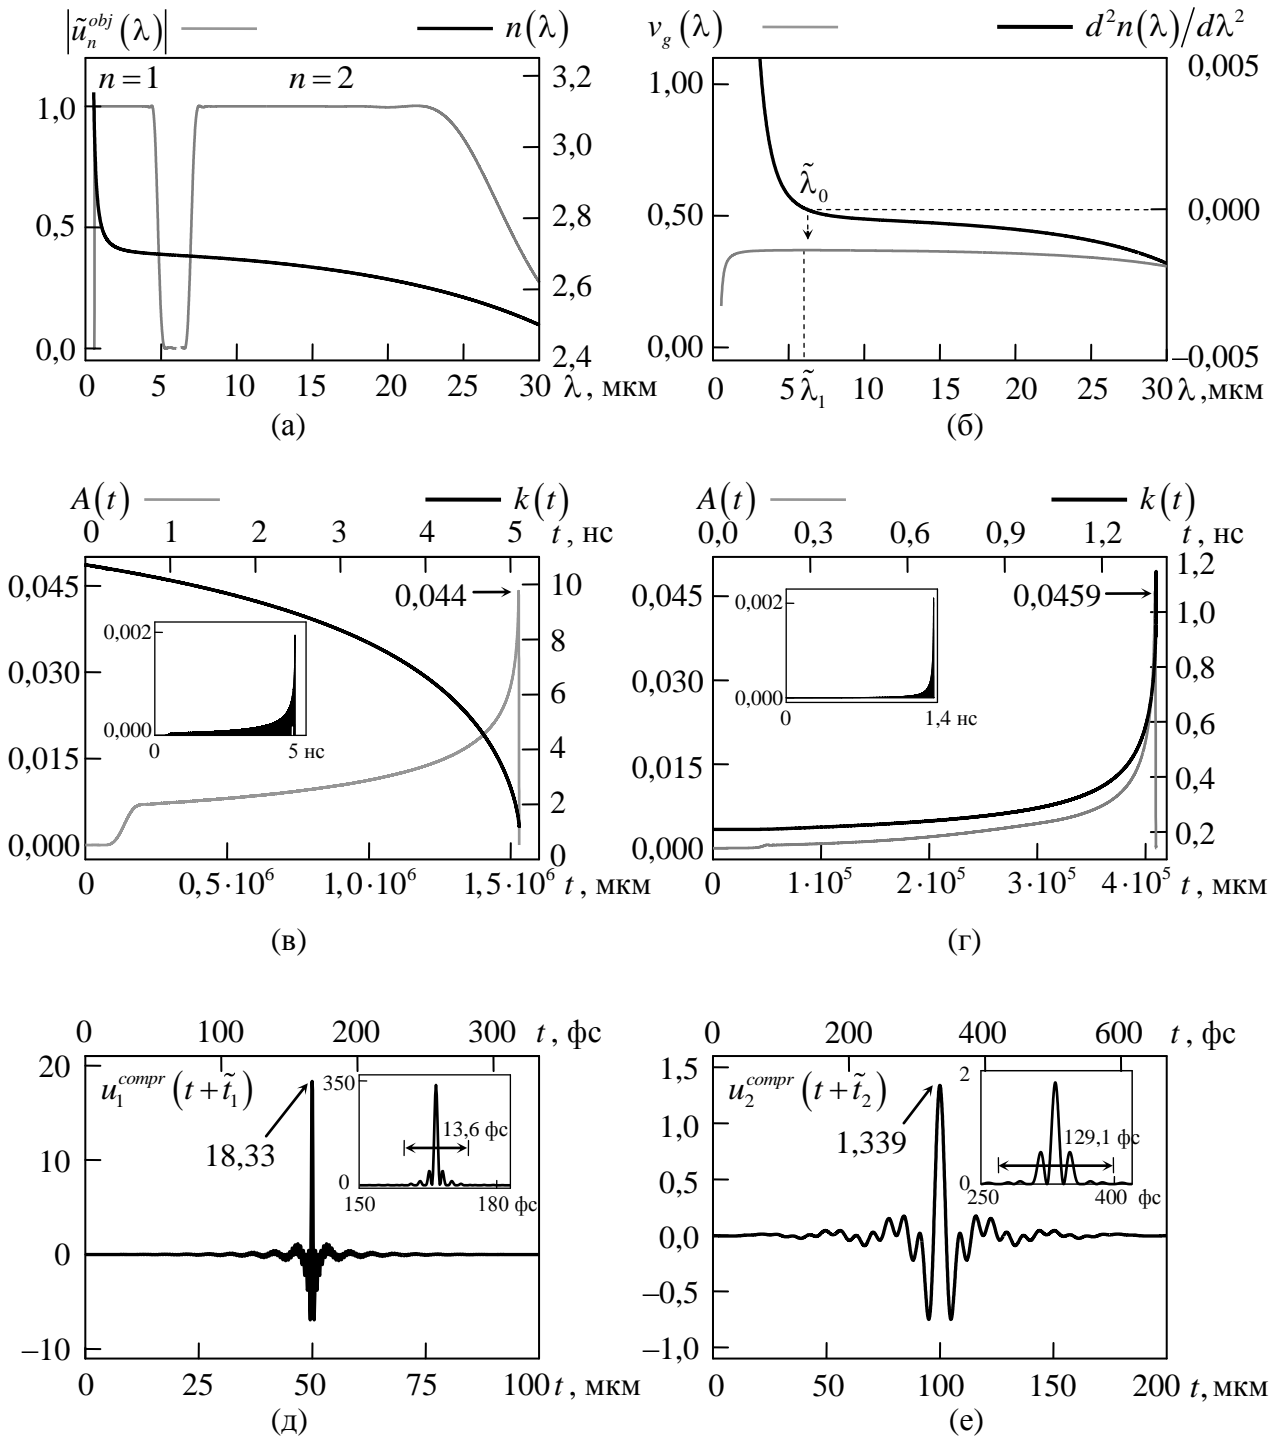 |ũₙᵒᵇʲ(λ)| n(λ)
n=1 n=2
1,0
0,5
0,0
3,2
3,0
2,8
2,6
2,4
0 5 10 15 20 25 30 λ, мкм
(а)
v_g(λ) d²n(λ)/dλ²
1,00
0,50
0,00
0,005
0,000
–0,005
λ̃₀
0 5 λ̃₁ 10 15 20 25 30 λ,мкм
(б)
A(t) k(t)
0 1 2 3 4 5 t, нс
0,045
0,030
0,015
0,000
10
8
6
4
2
0
0,044
0,002
0,000
0 5 нс
0 0,5·10⁶ 1,0·10⁶ 1,5·10⁶ t, мкм
(в)
A(t) k(t)
0,0 0,3 0,6 0,9 1,2 t, нс
0,045
0,030
0,015
0,000
1,2
1,0
0,8
0,6
0,4
0,2
0,0459
0,002
0,000
0 1,4 нс
0 1·10⁵ 2·10⁵ 3·10⁵ 4·10⁵ t, мкм
(г)
0 100 200 300 t, фс
20
10
0
–10
u₁ᶜᵒᵐᵖʳ(t+t̃₁)
18,33
350
0
13,6 фс
150 180 фс
0 25 50 75 100 t, мкм
(д)
0 200 400 600 t, фс
1,5
1,0
0,5
0,0
–0,5
–1,0
u₂ᶜᵒᵐᵖʳ(t+t̃₂)
1,339
2
0
129,1 фс
250 400 фс
0 50 100 150 200 t, мкм
(е)